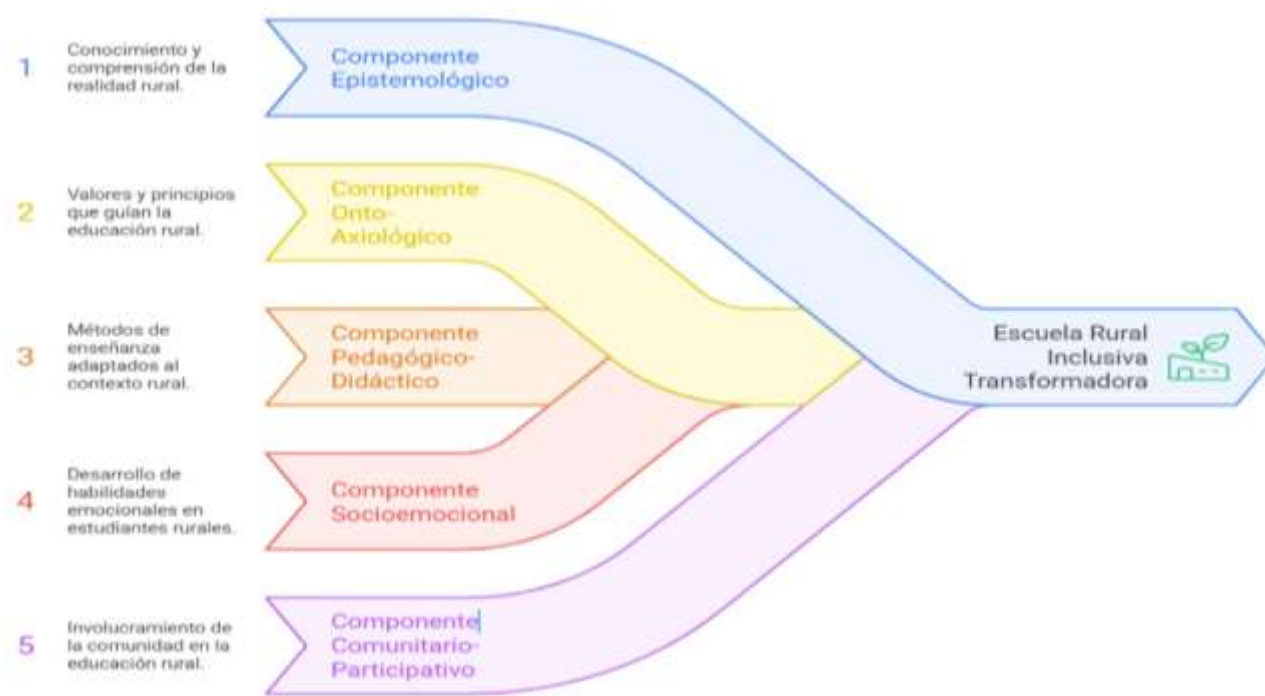 1
Conocimiento y
comprensión de la
realidad rural.
Componente
Epistemológico
2
Valores y principios
que guían la
educación rural.
Componente
Onto-
Axiológico
3
Métodos de
enseñanza
adaptados al
contexto rural.
Componente
Pedagógico-
Didáctico
Escuela Rural
Inclusiva
Transformadora
4
Desarrollo de
habilidades
emocionales en
estudiantes rurales.
Componente
Socioemocional
5
Involucramiento de
la comunidad en la
educación rural.
Componente
Comunitario-
Participativo